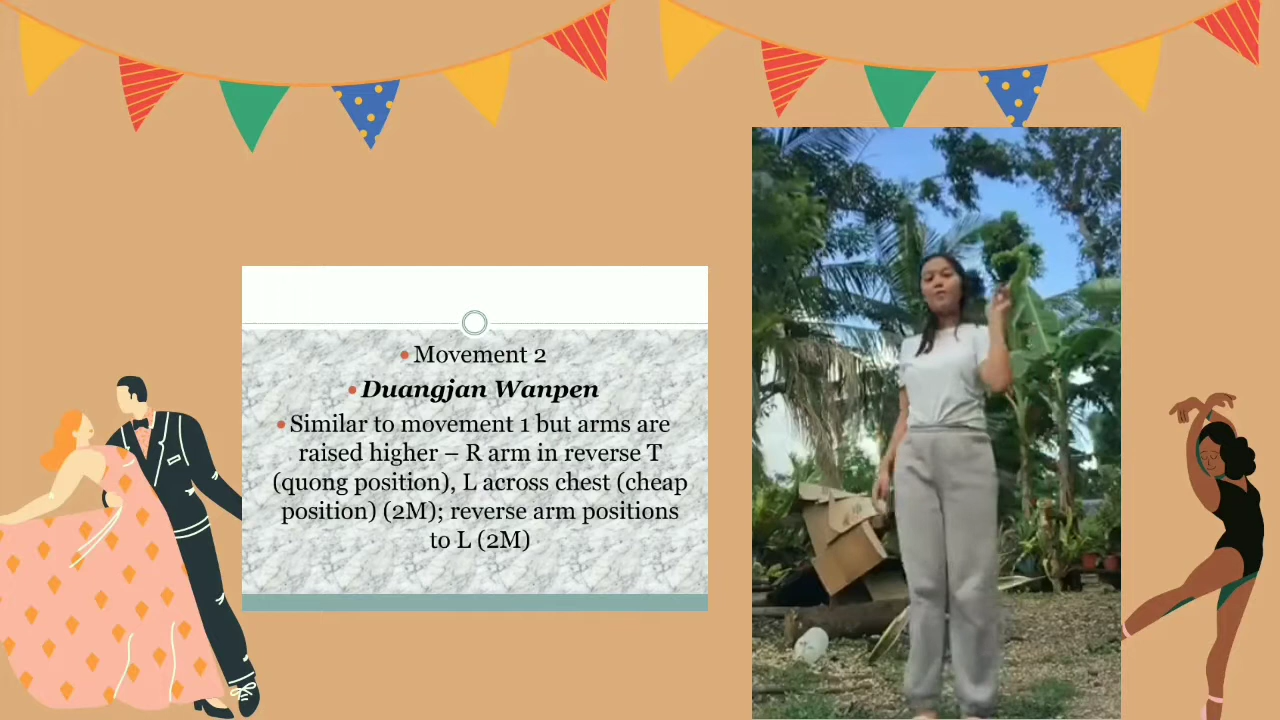 Movement 2
Duangjan Wanpen
Similar to movement 1 but arms are
raised higher – R arm in reverse T
(quong position), L across chest (cheap
position) (2M); reverse arm positions
to L (2M)